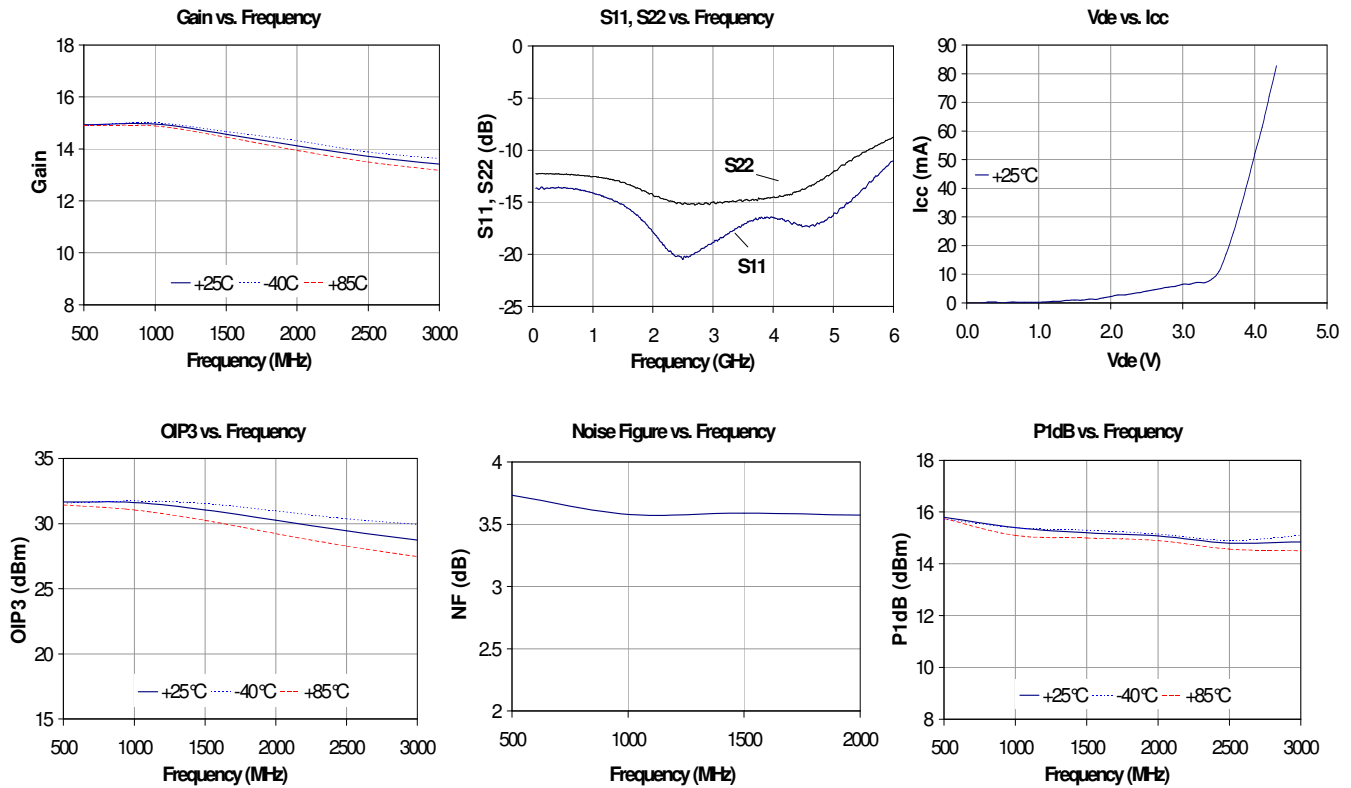 Gain vs. Frequency
18
16
14
12
10
8
Gain
+25C -40C +85C
500 1000 1500 2000 2500 3000
Frequency (MHz)
S11, S22 vs. Frequency
0
-5
-10
-15
-20
-25
S11, S22 (dB)
S22
S11
0 1 2 3 4 5 6
Frequency (GHz)
Vde vs. Icc
90
80
70
60
50
40
30
20
10
0
Icc (mA)
+25°C
0.0 1.0 2.0 3.0 4.0 5.0
Vde (V)
OIP3 vs. Frequency
35
30
25
20
15
OIP3 (dBm)
+25°C -40°C +85°C
500 1000 1500 2000 2500 3000
Frequency (MHz)
Noise Figure vs. Frequency
4
3.5
3
2.5
2
NF (dB)
500 1000 1500 2000
Frequency (MHz)
P1dB vs. Frequency
18
16
14
12
10
8
P1dB (dBm)
+25°C -40°C +85°C
500 1000 1500 2000 2500 3000
Frequency (MHz)